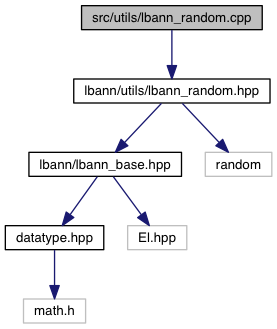 src/utils/lbann_random.cpp
lbann/utils/lbann_random.hpp
lbann/lbann_base.hpp
random
datatype.hpp
El.hpp
math.h